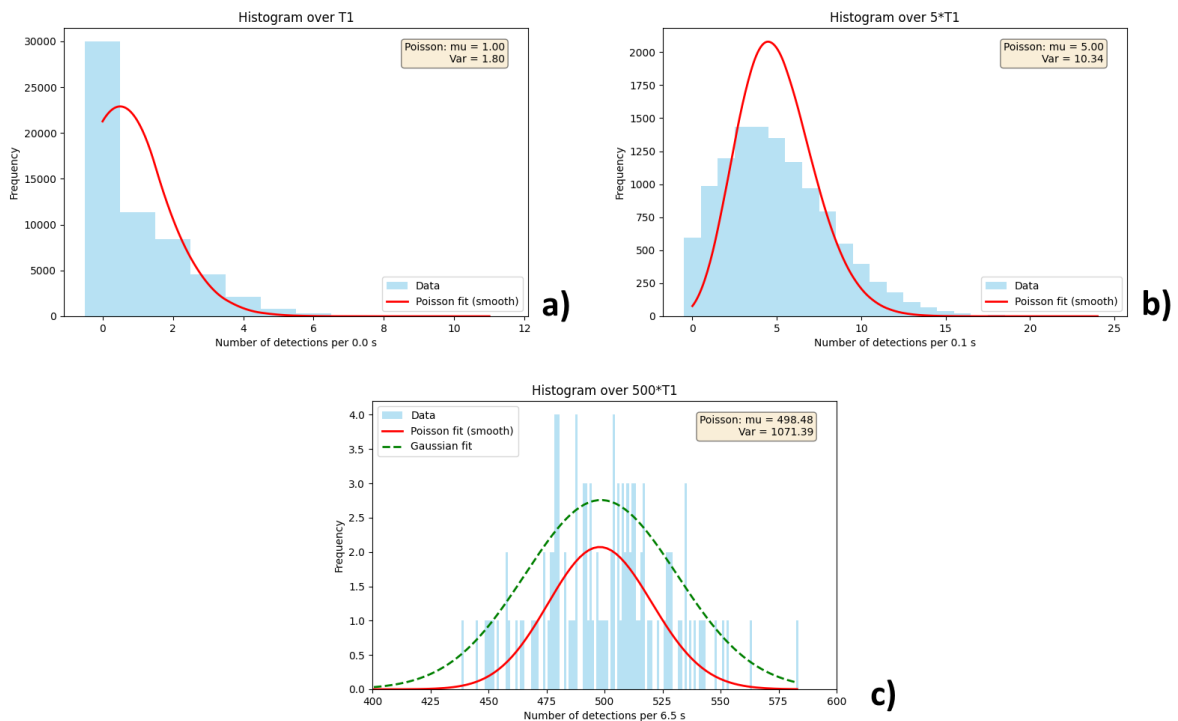 Histogram over T1
Frequency
30000
25000
20000
15000
10000
5000
0
Poisson: mu = 1.00
Var = 1.80
Data
Poisson fit (smooth)
0 2 4 6 8 10 12
Number of detections per 0.0 s
a)
Histogram over 5*T1
Frequency
2000
1750
1500
1250
1000
750
500
250
0
Poisson: mu = 5.00
Var = 10.34
Data
Poisson fit (smooth)
0 5 10 15 20 25
Number of detections per 0.1 s
b)
Histogram over 500*T1
Frequency
4.0
3.5
3.0
2.5
2.0
1.5
1.0
0.5
0.0
Data
Poisson fit (smooth)
Gaussian fit
Poisson: mu = 498.48
Var = 1071.39
400 425 450 475 500 525 550 575 600
Number of detections per 6.5 s
c)